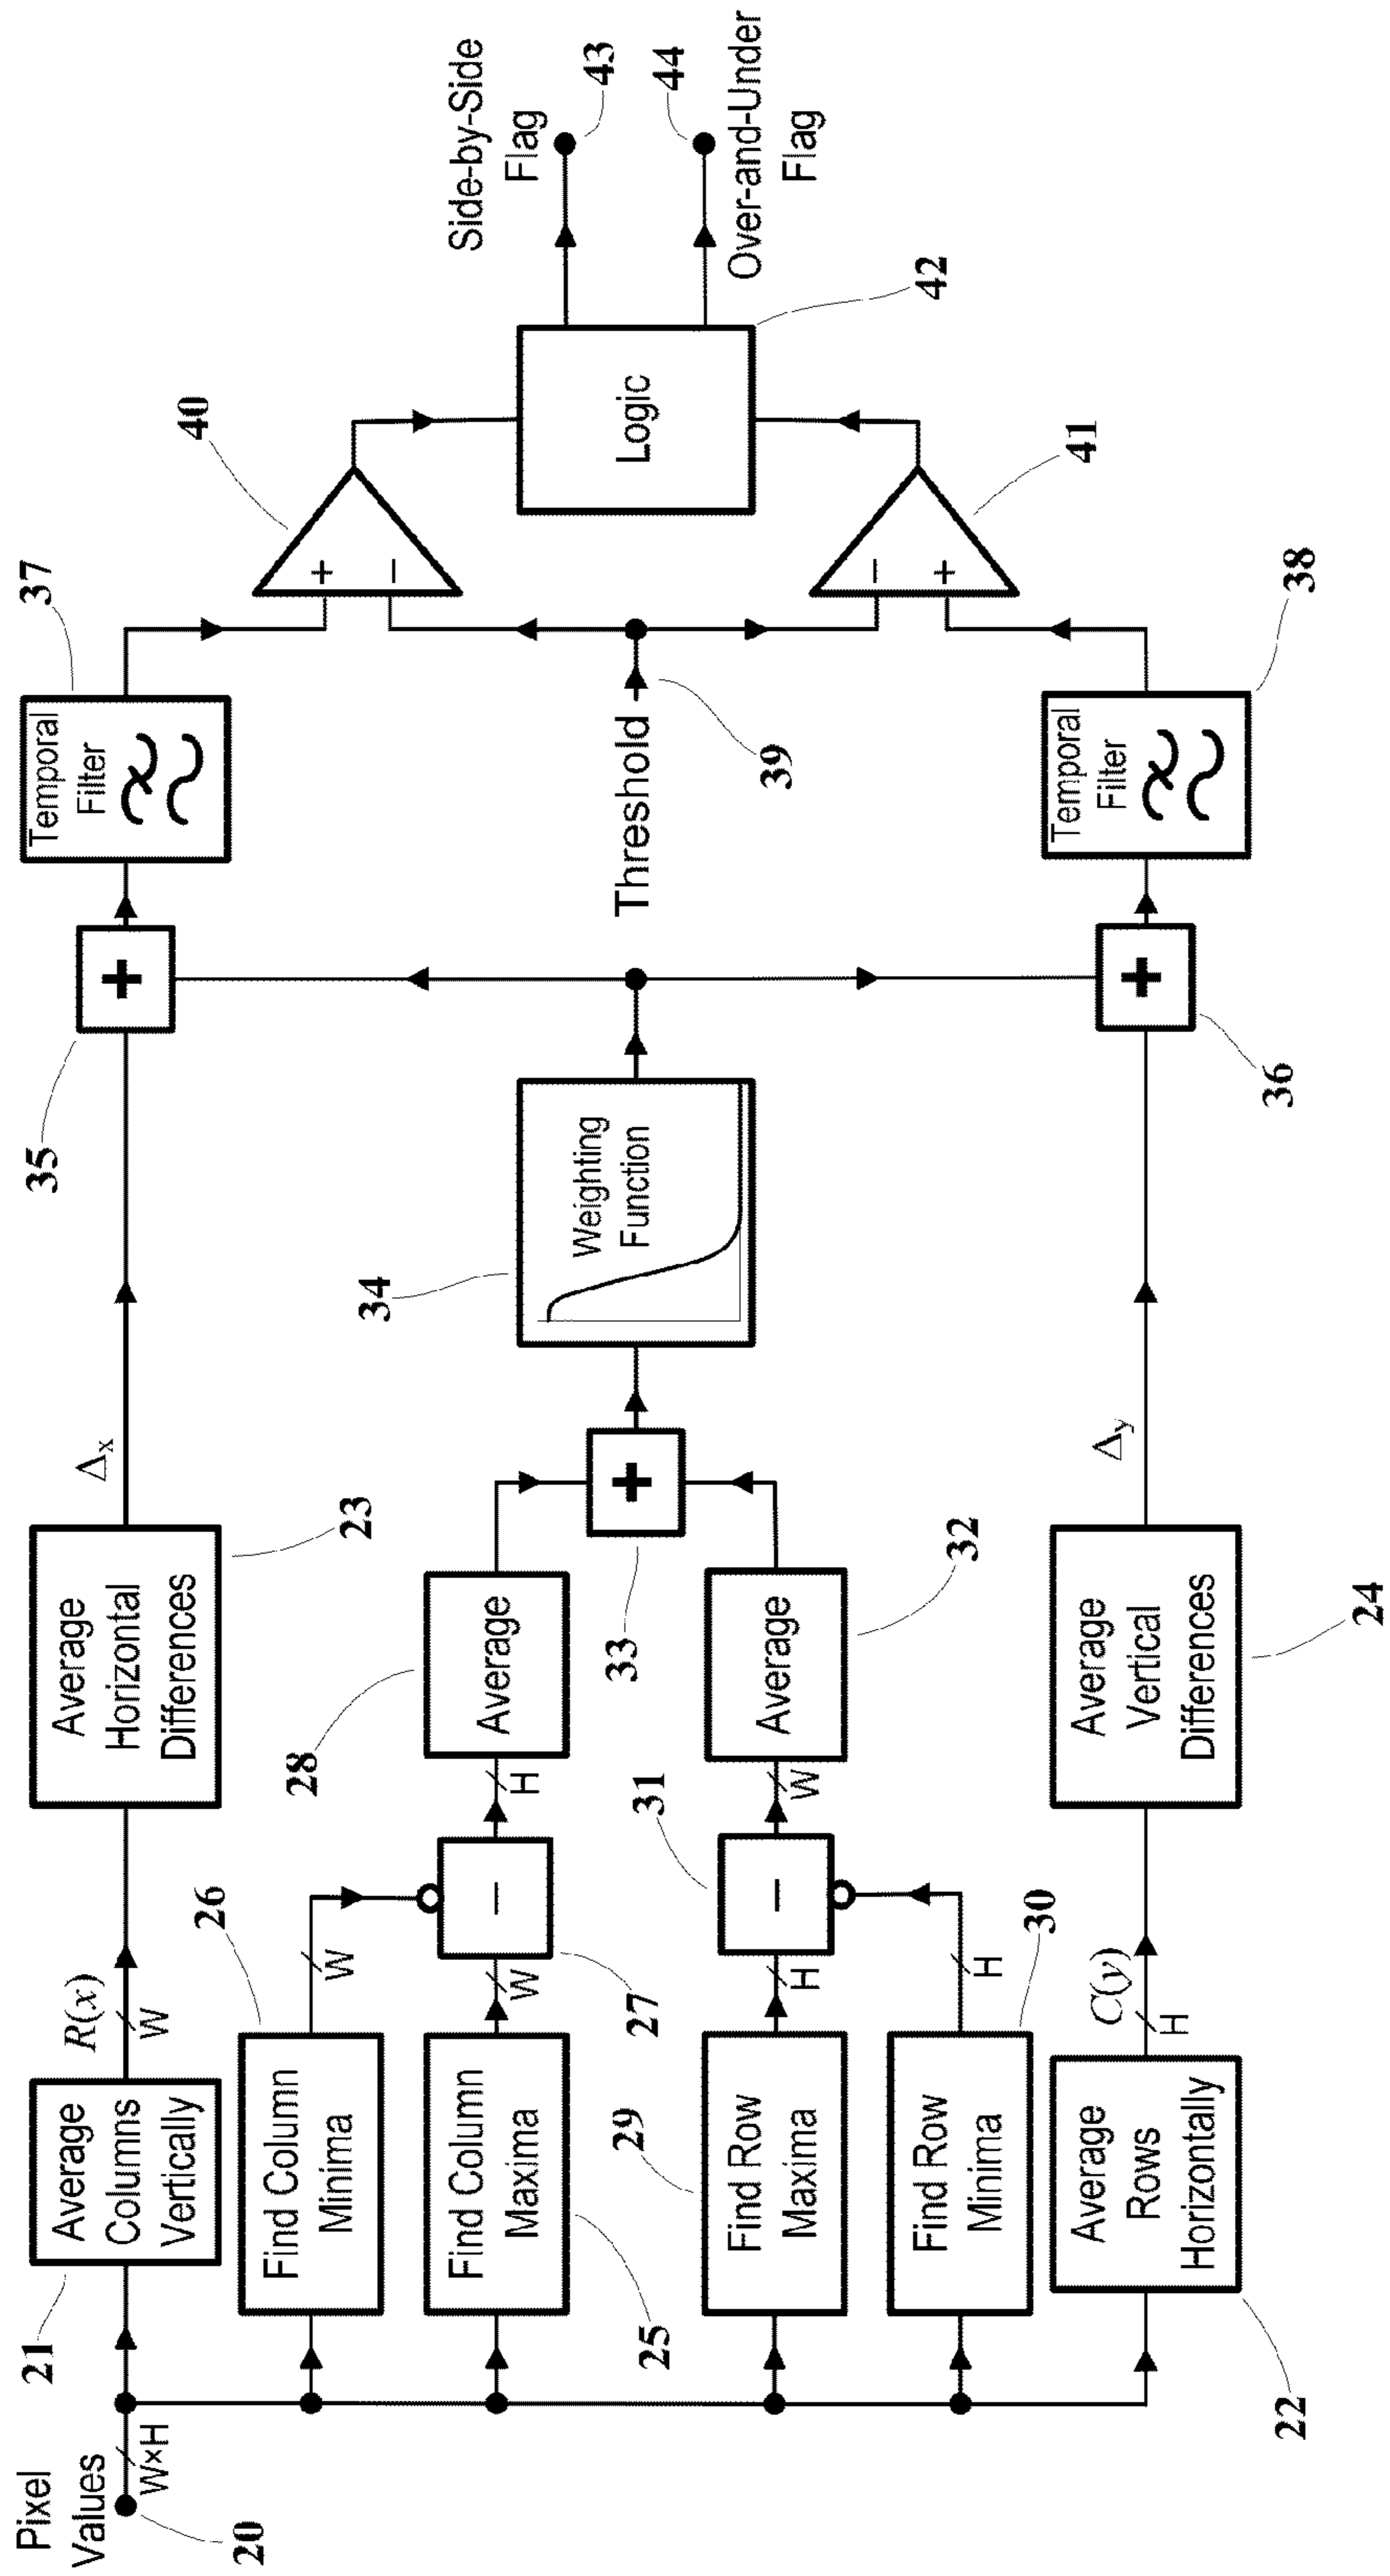 Pixel
Values
W×H
20
21
Average
Columns
Vertically
R(x)
W
Average
Horizontal
Differences
23
Δx
35
+
Temporal
Filter
37
40
+
−
26
Find Column
Minima
W
Find Column
Maxima
25
W
−
27
H
28
Average
33
+
34
Weighting
Function
Threshold
39
Logic
42
Side-by-Side
Flag
43
44
Over-and-Under
Flag
29
Find Row
Maxima
H
31
−
W
Average
32
Find Row
Minima
30
H
−
+
41
22
Average
Rows
Horizontally
C(y)
H
Average
Vertical
Differences
24
Δy
+
36
Temporal
Filter
38